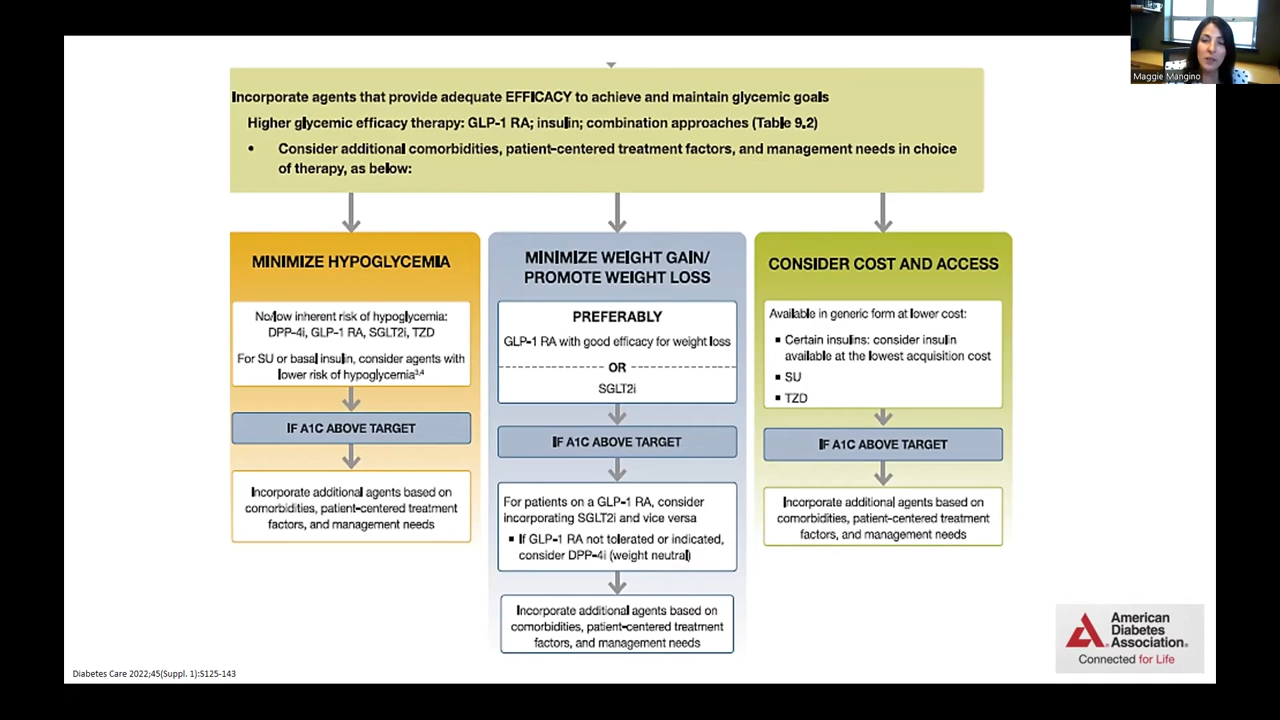 Incorporate agents that provide adequate EFFICACY to achieve and maintain glycemic goals
Higher glycemic efficacy therapy: GLP-1 RA; insulin; combination approaches (Table 9.2)
• Consider additional comorbidities, patient-centered treatment factors, and management needs in choice
of therapy, as below:
MINIMIZE HYPOGLYCEMIA
No/low inherent risk of hypoglycemia:
DPP-4i, GLP-1 RA, SGLT2i, TZD
For SU or basal insulin, consider agents with
lower risk of hypoglycemia3,4
IF A1C ABOVE TARGET
Incorporate additional agents based on
comorbidities, patient-centered treatment
factors, and management needs
MINIMIZE WEIGHT GAIN/
PROMOTE WEIGHT LOSS
PREFERABLY
GLP-1 RA with good efficacy for weight loss
OR
SGLT2i
IF A1C ABOVE TARGET
For patients on a GLP-1 RA, consider
incorporating SGLT2i and vice versa
▪ If GLP-1 RA not tolerated or indicated,
consider DPP-4i (weight neutral)
Incorporate additional agents based on
comorbidities, patient-centered treatment
factors, and management needs
CONSIDER COST AND ACCESS
Available in generic form at lower cost:
▪ Certain insulins: consider insulin
available at the lowest acquisition cost
▪ SU
▪ TZD
IF A1C ABOVE TARGET
Incorporate additional agents based on
comorbidities, patient-centered treatment
factors, and management needs
Diabetes Care 2022;45(Suppl. 1):S125-143
American
Diabetes
Association®
Connected for Life
Maggie Mangino